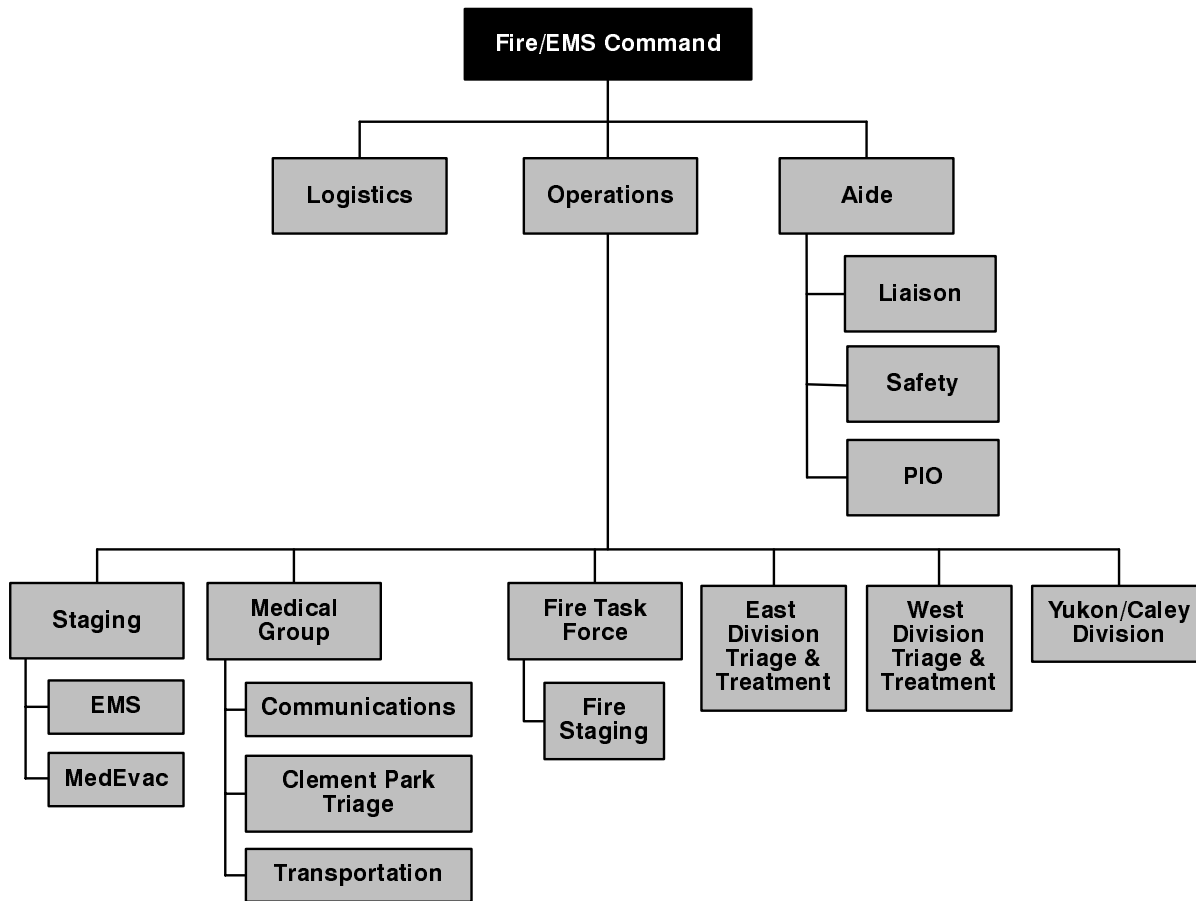 Fire/EMS Command
Logistics
Operations
Aide
Liaison
Safety
PIO
Staging
EMS
MedEvac
Medical
Group
Communications
Clement Park
Triage
Transportation
Fire Task
Force
Fire
Staging
East
Division
Triage &
Treatment
West
Division
Triage &
Treatment
Yukon/Caley
Division